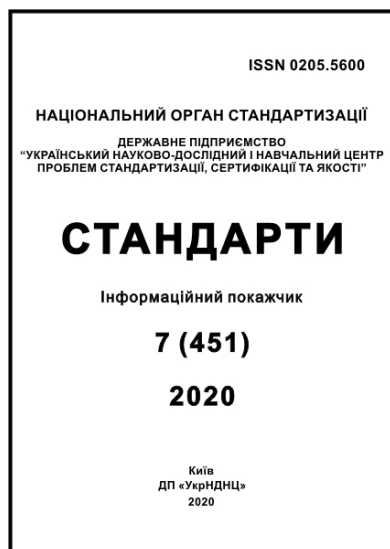 ISSN 0205.5600
НАЦІОНАЛЬНИЙ ОРГАН СТАНДАРТИЗАЦІЇ
ДЕРЖАВНЕ ПІДПРИЄМСТВО
“УКРАЇНСЬКИЙ НАУКОВО-ДОСЛІДНИЙ І НАВЧАЛЬНИЙ ЦЕНТР
ПРОБЛЕМ СТАНДАРТИЗАЦІЇ, СЕРТИФІКАЦІЇ ТА ЯКОСТІ”
СТАНДАРТИ
Інформаційний покажчик
7 (451)
2020
Київ
ДП «УкрНДНЦ»
2020